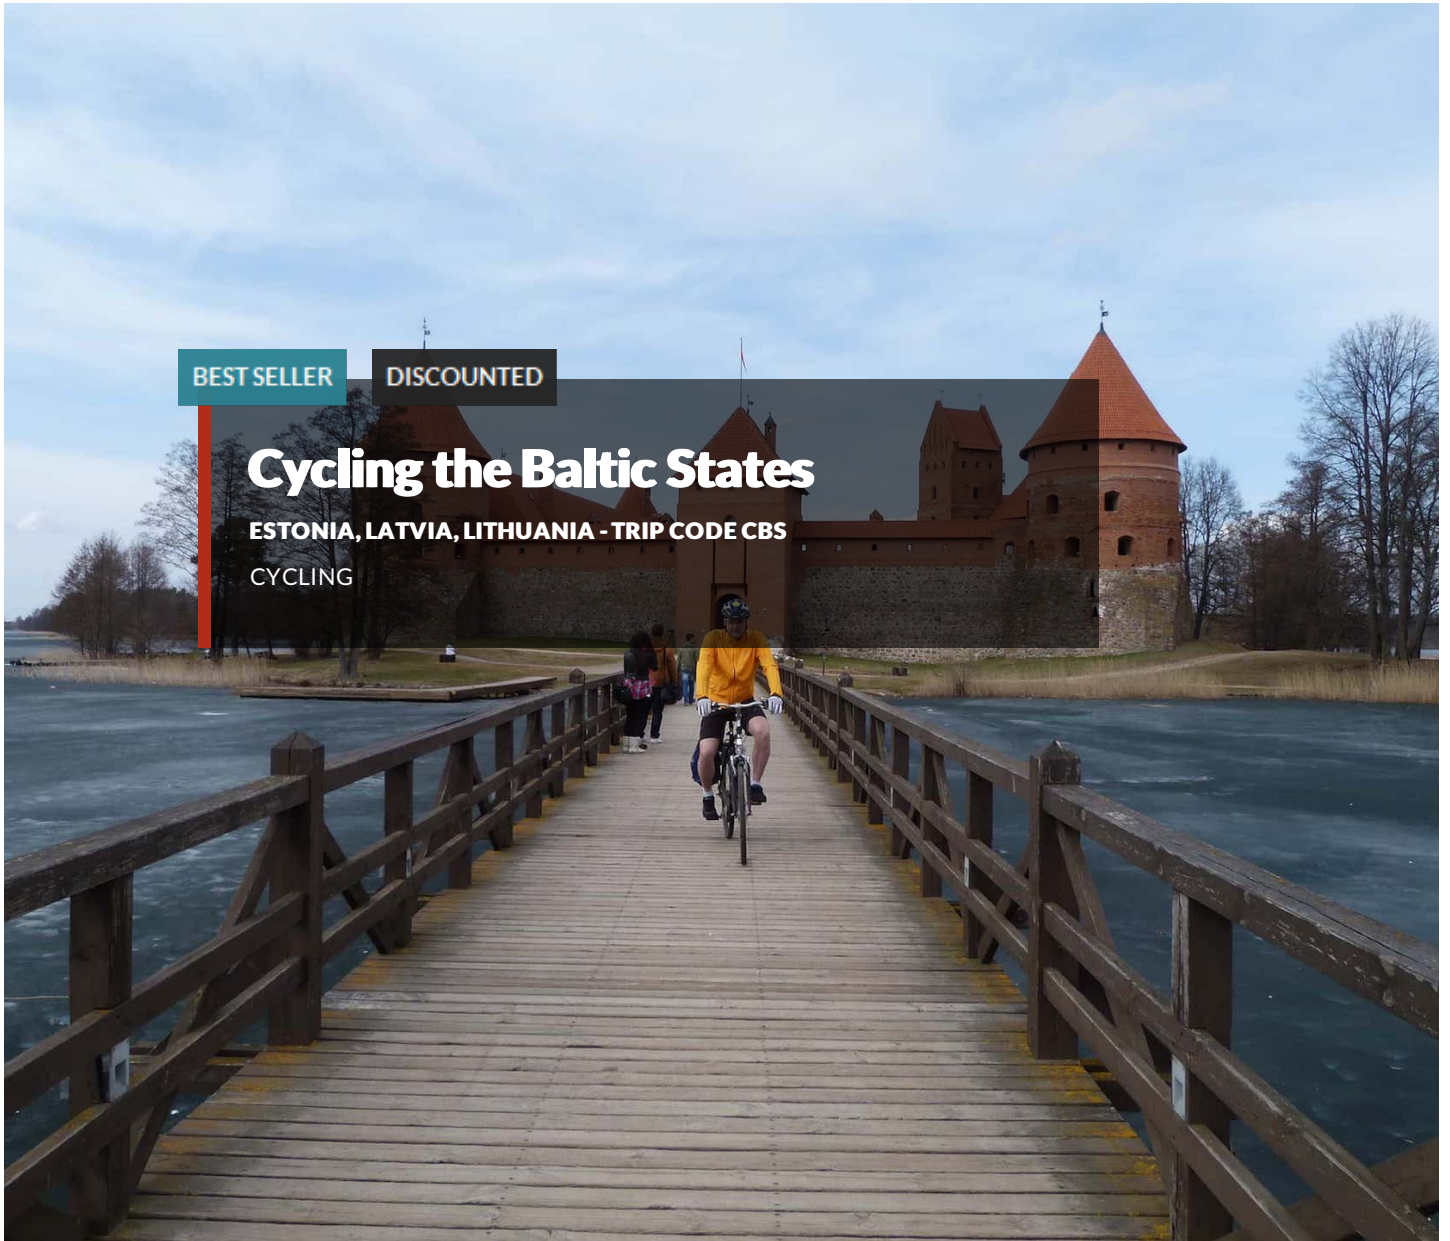 BEST SELLER
DISCOUNTED
Cycling the Baltic States
ESTONIA, LATVIA, LITHUANIA - TRIP CODE CBS
CYCLING